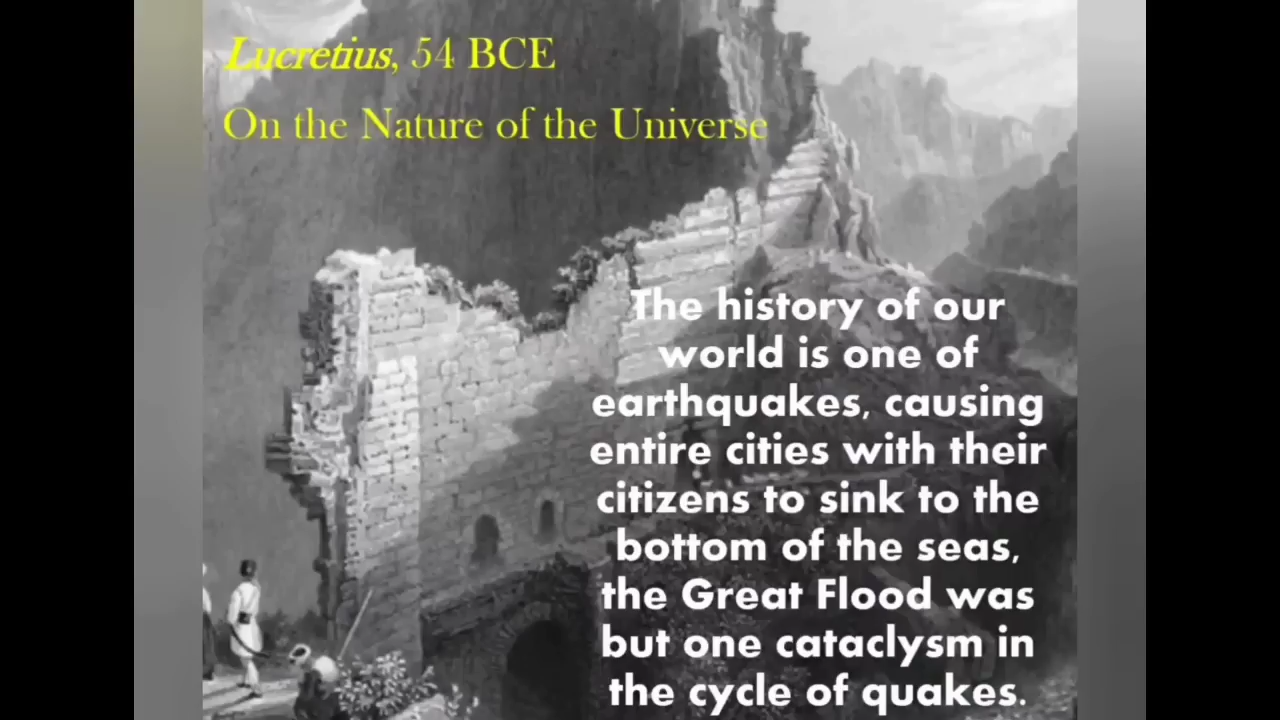 Lucretius, 54 BCE
On the Nature of the Universe
The history of our
world is one of
earthquakes, causing
entire cities with their
citizens to sink to the
bottom of the seas,
the Great Flood was
but one cataclysm in
the cycle of quakes.